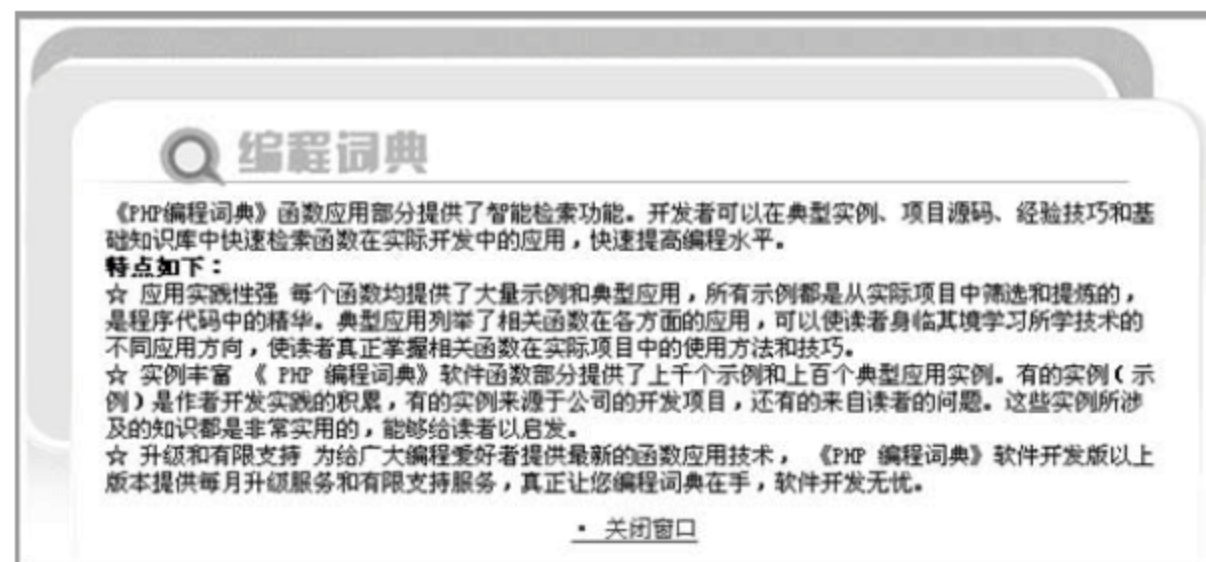 编程词典
《PHP编程词典》函数应用部分提供了智能检索功能。开发者可以在典型实例、项目源码、经验技巧和基
础知识库中快速检索函数在实际开发中的应用，快速提高编程水平。
特点如下：
☆ 应用实践性强 每个函数均提供了大量示例和典型应用，所有示例都是从实际项目中筛选和提炼的，
是程序代码中的精华。典型应用列举了相关函数在各方面的应用，可以使读者身临其境学习所学技术的
不同应用方向，使读者真正掌握相关函数在实际项目中的使用方法和技巧。
☆ 实例丰富 《 PHP 编程词典》软件函数部分提供了上千个示例和上百个典型应用实例。有的实例（示
例）是作者开发实践的积累，有的实例来源于公司的开发项目，还有的来自读者的问题。这些实例所涉
及的知识都是非常实用的，能够给读者以启发。
☆ 升级和有限支持 为给广大编程爱好者提供最新的函数应用技术， 《PHP 编程词典》软件开发版以上
版本提供每月升级服务和有限支持服务，真正让您编程词典在手，软件开发无忧。
· 关闭窗口